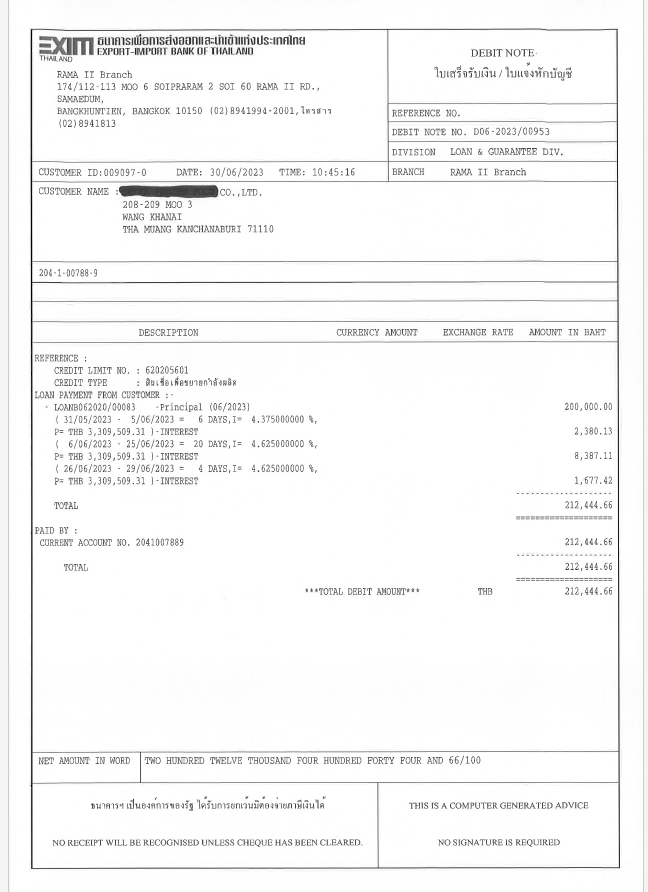 EXIM
THAILAND
ธนาคารเพื่อการส่งออกและนำเข้าแห่งประเทศไทย
EXPORT-IMPORT BANK OF THAILAND
RAMA II Branch
174/112-113 MOO 6 SOIPRARAM 2 SOI 60 RAMA II RD.,
SAMAEDUM,
BANGKHUNTIEN, BANGKOK 10150 (02)8941994-2001,โทรสาร
(02)8941813
DEBIT NOTE
ใบเสร็จรับเงิน / ใบแจ้งหักบัญชี
REFERENCE NO.
DEBIT NOTE NO. D06-2023/00953
DIVISION LOAN & GUARANTEE DIV.
CUSTOMER ID:009097-0 DATE: 30/06/2023 TIME: 10:45:16
BRANCH RAMA II Branch
CUSTOMER NAME : CO.,LTD.
208-209 MOO 3
WANG KHANAI
THA MUANG KANCHANABURI 71110
204-1-00788-9
DESCRIPTION CURRENCY AMOUNT EXCHANGE RATE AMOUNT IN BAHT
REFERENCE :
CREDIT LIMIT NO. : 620205601
CREDIT TYPE : สินเชื่อเพื่อขยายกำลังผลิต
LOAN PAYMENT FROM CUSTOMER :-
- LOANB062020/00083 -Principal (06/2023) 200,000.00
( 31/05/2023 - 5/06/2023 = 6 DAYS,I= 4.375000000 %,
P= THB 3,309,509.31 )-INTEREST 2,380.13
( 6/06/2023 - 25/06/2023 = 20 DAYS,I= 4.625000000 %,
P= THB 3,309,509.31 )-INTEREST 8,387.11
( 26/06/2023 - 29/06/2023 = 4 DAYS,I= 4.625000000 %,
P= THB 3,309,509.31 )-INTEREST 1,677.42
TOTAL 212,444.66
PAID BY :
CURRENT ACCOUNT NO. 2041007889 212,444.66
TOTAL 212,444.66
***TOTAL DEBIT AMOUNT*** THB 212,444.66
NET AMOUNT IN WORD TWO HUNDRED TWELVE THOUSAND FOUR HUNDRED FORTY FOUR AND 66/100
ธนาคารฯ เป็นองค์การของรัฐ ได้รับการยกเว้นมิต้องจ่ายภาษีเงินได้
NO RECEIPT WILL BE RECOGNISED UNLESS CHEQUE HAS BEEN CLEARED.
THIS IS A COMPUTER GENERATED ADVICE
NO SIGNATURE IS REQUIRED